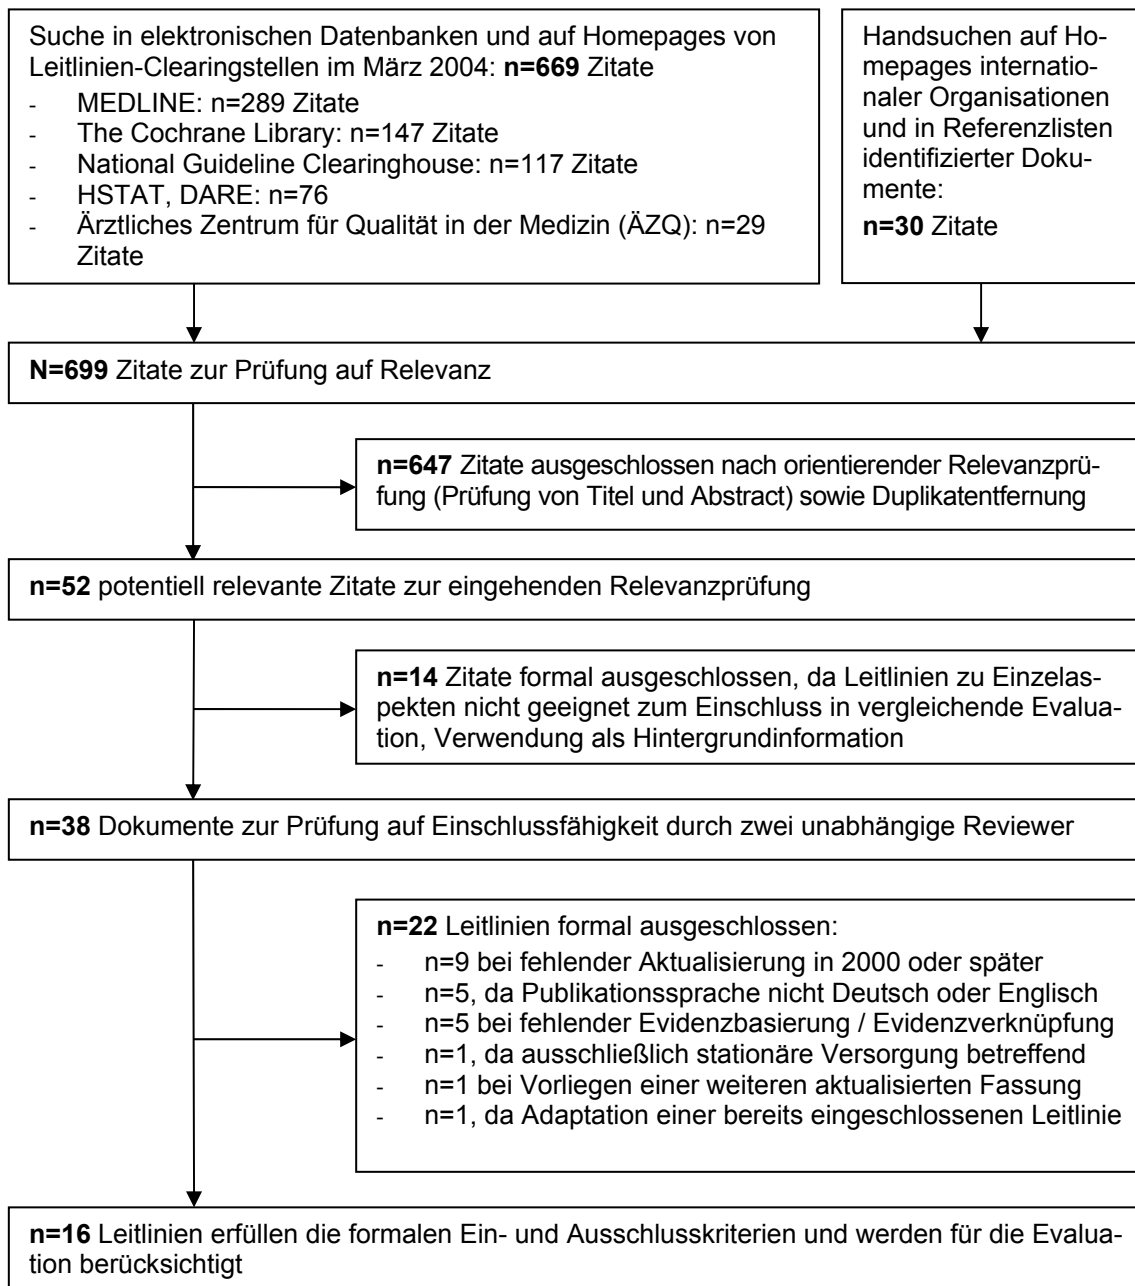 Suche in elektronischen Datenbanken und auf Homepages von
Leitlinien-Clearingstellen im März 2004: n=669 Zitate
- MEDLINE: n=289 Zitate
- The Cochrane Library: n=147 Zitate
- National Guideline Clearinghouse: n=117 Zitate
- HSTAT, DARE: n=76
- Ärztliches Zentrum für Qualität in der Medizin (ÄZQ): n=29
Zitate
Handsuchen auf Ho-
mepages internatio-
naler Organisationen
und in Referenzlisten
identifizierter Doku-
mente:
n=30 Zitate
N=699 Zitate zur Prüfung auf Relevanz
n=647 Zitate ausgeschlossen nach orientierender Relevanzprü-
fung (Prüfung von Titel und Abstract) sowie Duplikatentfernung
n=52 potentiell relevante Zitate zur eingehenden Relevanzprüfung
n=14 Zitate formal ausgeschlossen, da Leitlinien zu Einzelas-
pekten nicht geeignet zum Einschluss in vergleichende Evalua-
tion, Verwendung als Hintergrundinformation
n=38 Dokumente zur Prüfung auf Einschlussfähigkeit durch zwei unabhängige Reviewer
n=22 Leitlinien formal ausgeschlossen:
- n=9 bei fehlender Aktualisierung in 2000 oder später
- n=5, da Publikationssprache nicht Deutsch oder Englisch
- n=5 bei fehlender Evidenzbasierung / Evidenzverknüpfung
- n=1, da ausschließlich stationäre Versorgung betreffend
- n=1 bei Vorliegen einer weiteren aktualisierten Fassung
- n=1, da Adaptation einer bereits eingeschlossenen Leitlinie
n=16 Leitlinien erfüllen die formalen Ein- und Ausschlusskriterien und werden für die Evalua-
tion berücksichtigt